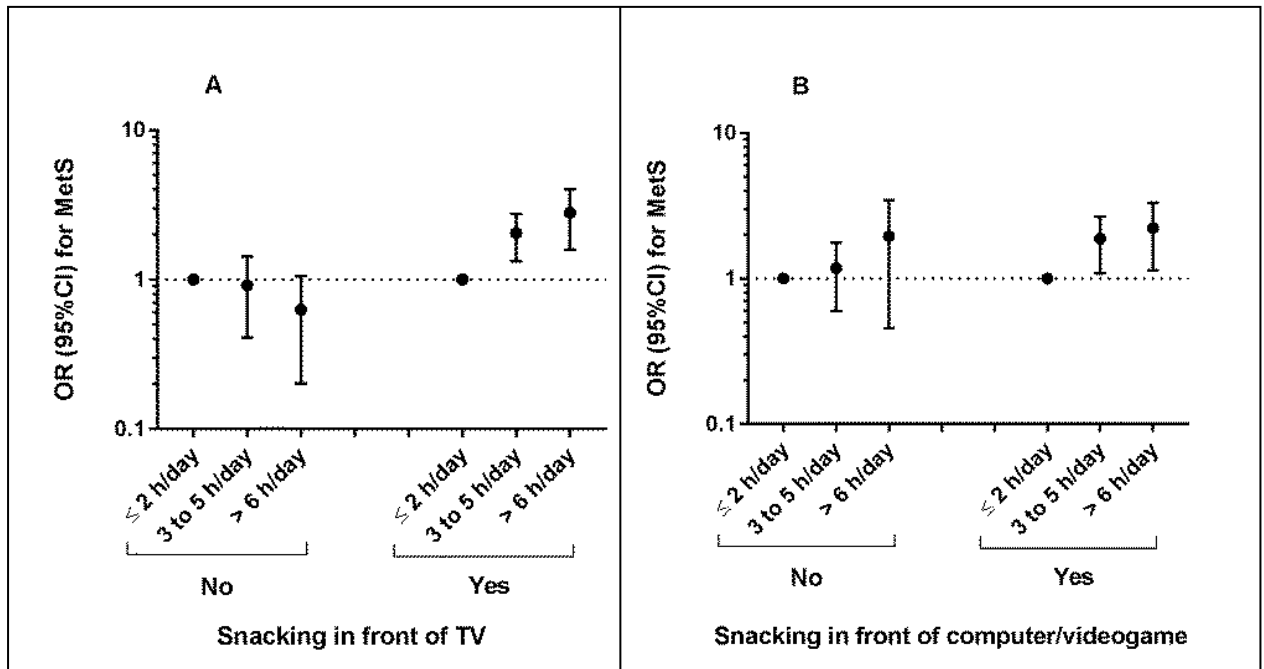 A
OR (95%CI) for MetS
10
1
0.1
≤ 2 h/day
3 to 5 h/day
> 6 h/day
≤ 2 h/day
3 to 5 h/day
> 6 h/day
No
Yes
Snacking in front of TV
B
OR (95%CI) for MetS
10
1
0.1
≤ 2 h/day
3 to 5 h/day
> 6 h/day
≤ 2 h/day
3 to 5 h/day
> 6 h/day
No
Yes
Snacking in front of computer/videogame